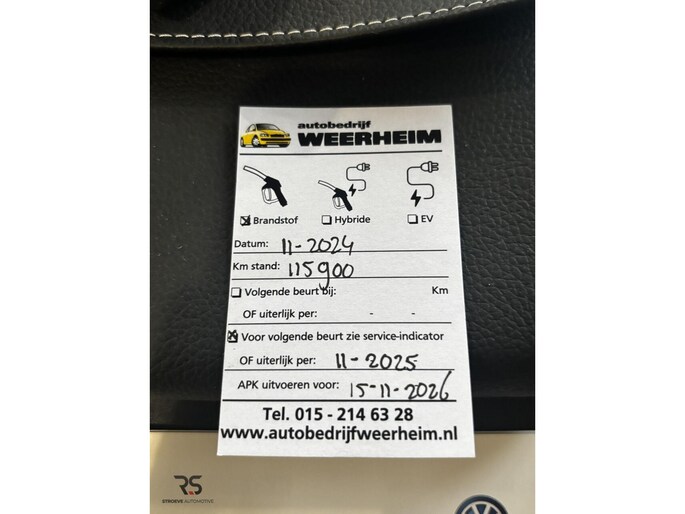 autobedrijf
WEERHEIM
Brandstof Hybride EV
Datum: 11-2024
Km stand: 115900
Volgende beurt bij: Km
OF uiterlijk per: - -
Voor volgende beurt zie service-indicator
OF uiterlijk per: 11-2025
APK uitvoeren voor: 15-11-2026
Tel. 015 - 214 63 28
www.autobedrijfweerheim.nl
RS
STROEVE AUTOMOTIVE